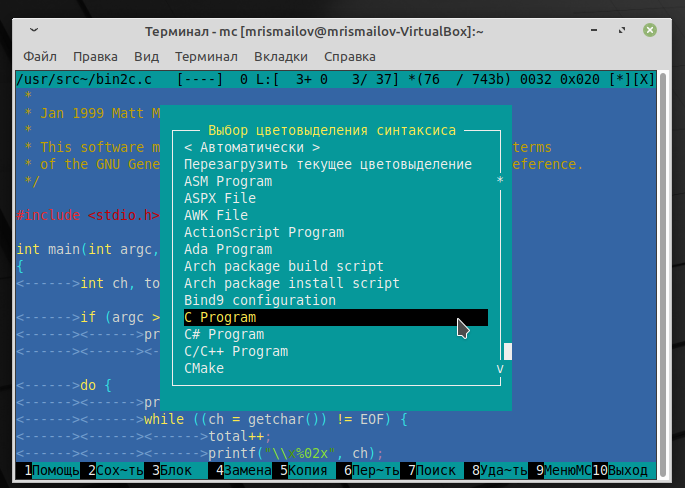 Терминал - mc [mrismailov@mrismailov-VirtualBox]:~
Файл Правка Вид Терминал Вкладки Справка
/usr/src~/bin2c.c [----] 0 L:[ 3+ 0 3/ 37] *(76 / 743b) 0032 0x020 [*][X]
*
* Jan 1999 Matt M
*
* This software m terms
* of the GNU Gene eference.
*/
#include <stdio.h>
int main(int argc,
{
<------>int ch, to
<------>if (argc >
<------><------>pr
<------><------><-
<------>do {
<------><------>pr
<------><------>while ((ch = getchar()) != EOF) {
<------><------><------>total++;
<------><------><------>printf("\\x%02x", ch);
Выбор цветовыделения синтаксиса
< Автоматически >
Перезагрузить текущее цветовыделение
ASM Program *
ASPX File
AWK File
ActionScript Program
Ada Program
Arch package build script
Arch package install script
Bind9 configuration
C Program
C# Program
C/C++ Program
CMake v
1Помощь 2Сох~ть 3Блок 4Замена 5Копия 6Пер~ть 7Поиск 8Уда~ть 9МенюMC 10Выход